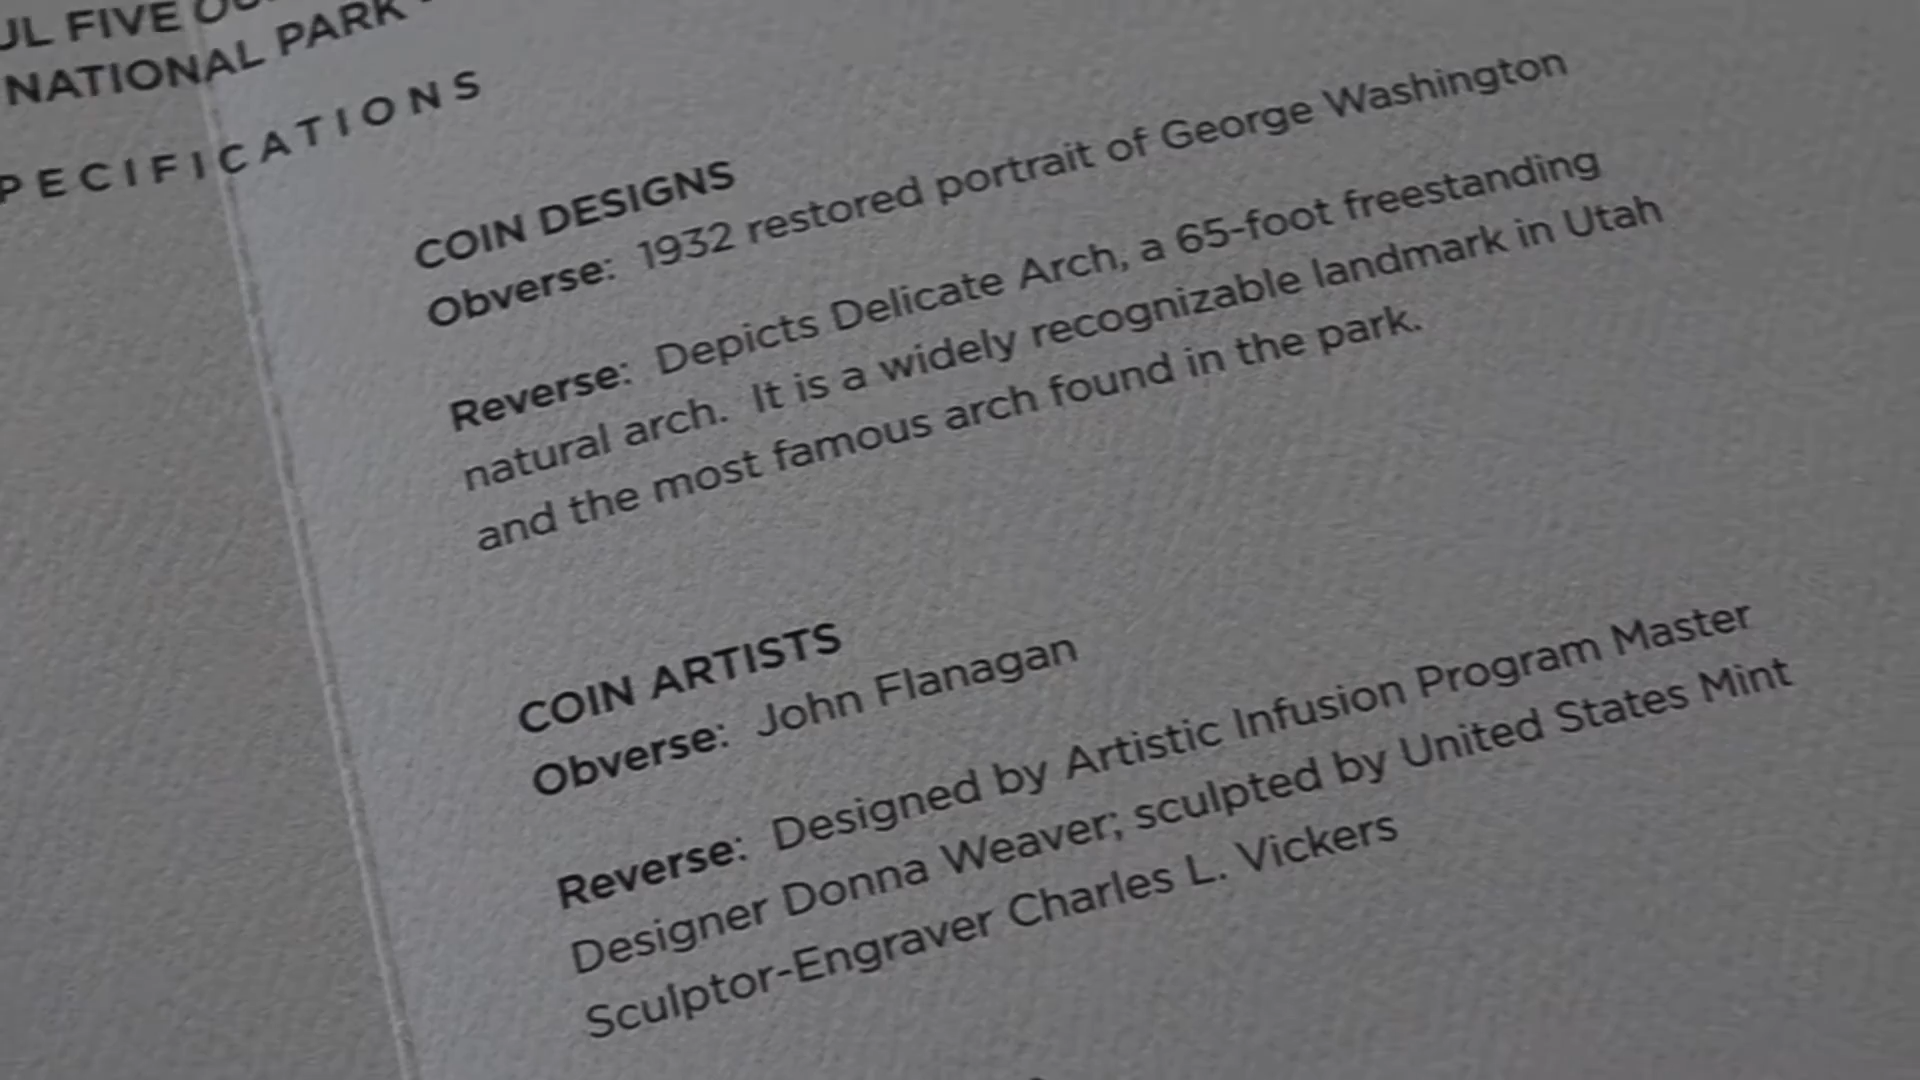 FIVE
NATIONAL PARK
PECIFICATIONS
COIN DESIGNS
Obverse: 1932 restored portrait of George Washington
Reverse: Depicts Delicate Arch, a 65-foot freestanding
natural arch. It is a widely recognizable landmark in Utah
and the most famous arch found in the park.
COIN ARTISTS
Obverse: John Flanagan
Reverse: Designed by Artistic Infusion Program Master
Designer Donna Weaver; sculpted by United States Mint
Sculptor-Engraver Charles L. Vickers